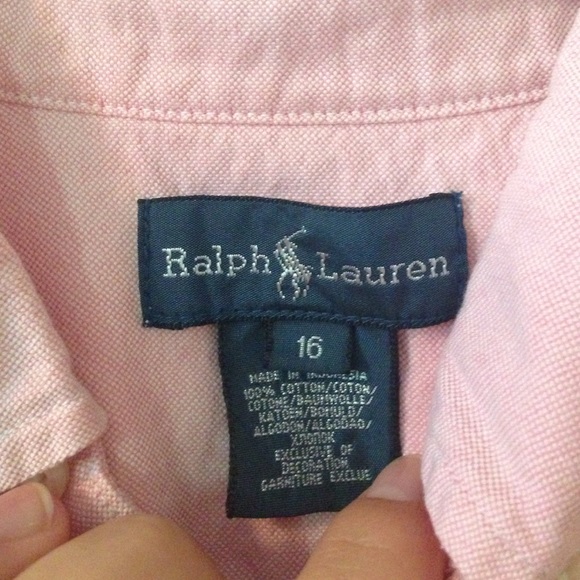 Ralph Lauren
16
MADE IN INDONESIA
100% COTTON/COTON/
COTONE/BAUMWOLLE/
KATOEN/BOMULD/
ALGODON/ALGODÃO/
ХЛОПОК
EXCLUSIVE OF
DECORATION
GARNITURE EXCLUE